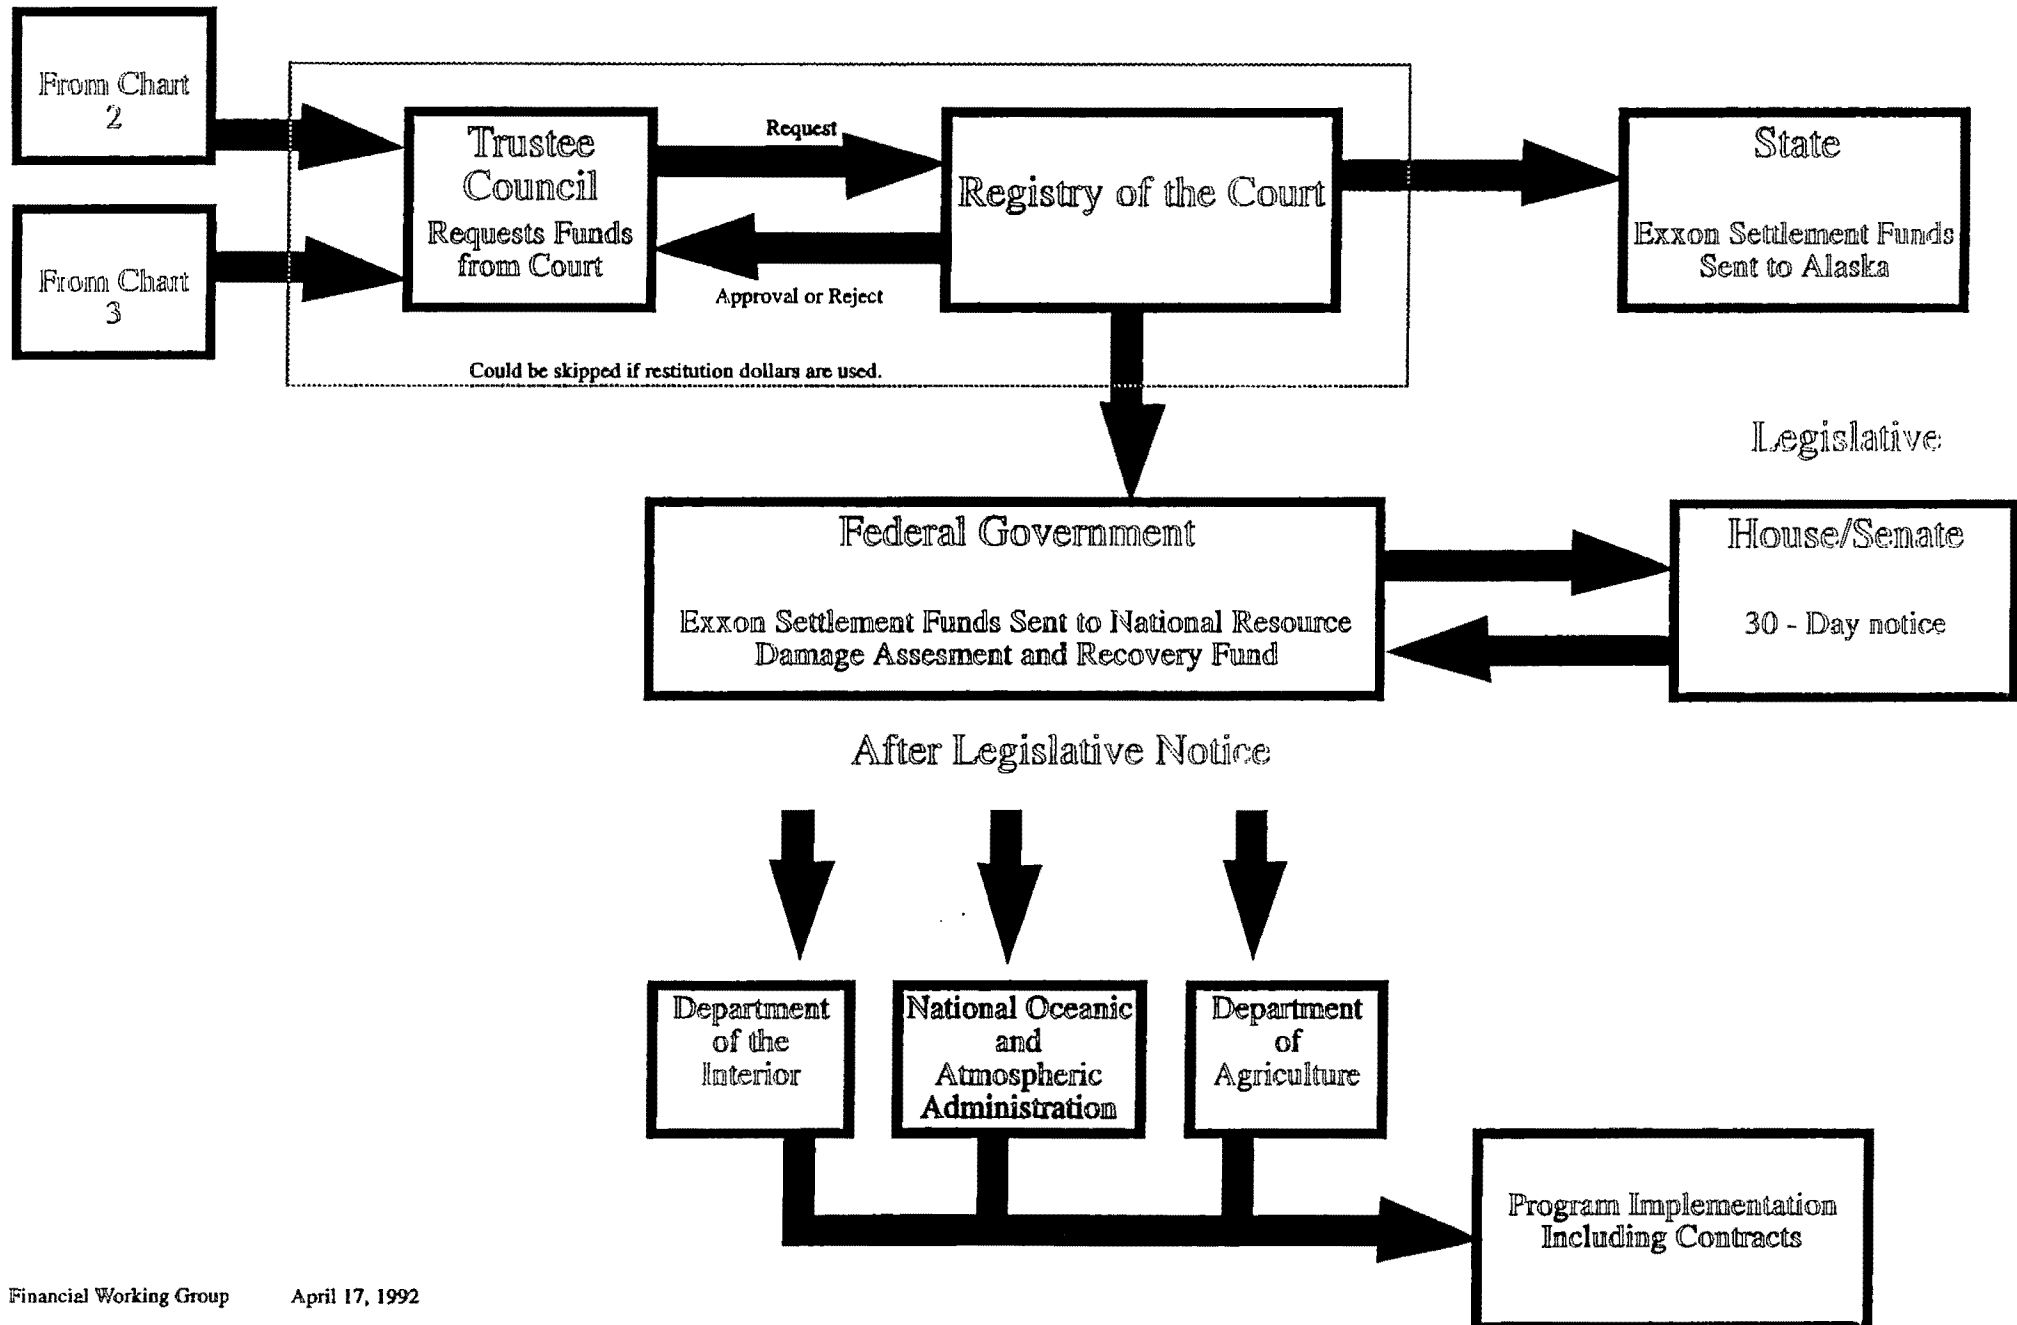 From Chart
2
From Chart
3
Trustee
Council
Requests Funds
from Court
Request
Approval or Reject
Registry of the Court
State
Exxon Settlement Funds
Sent to Alaska
Could be skipped if restitution dollars are used.
Legislative
Federal Government
Exxon Settlement Funds Sent to National Resource
Damage Assesment and Recovery Fund
House/Senate
30 - Day notice
After Legislative Notice
Department
of the
Interior
National Oceanic
and
Atmospheric
Administration
Department
of
Agriculture
Program Implementation
Including Contracts
Financial Working Group April 17, 1992